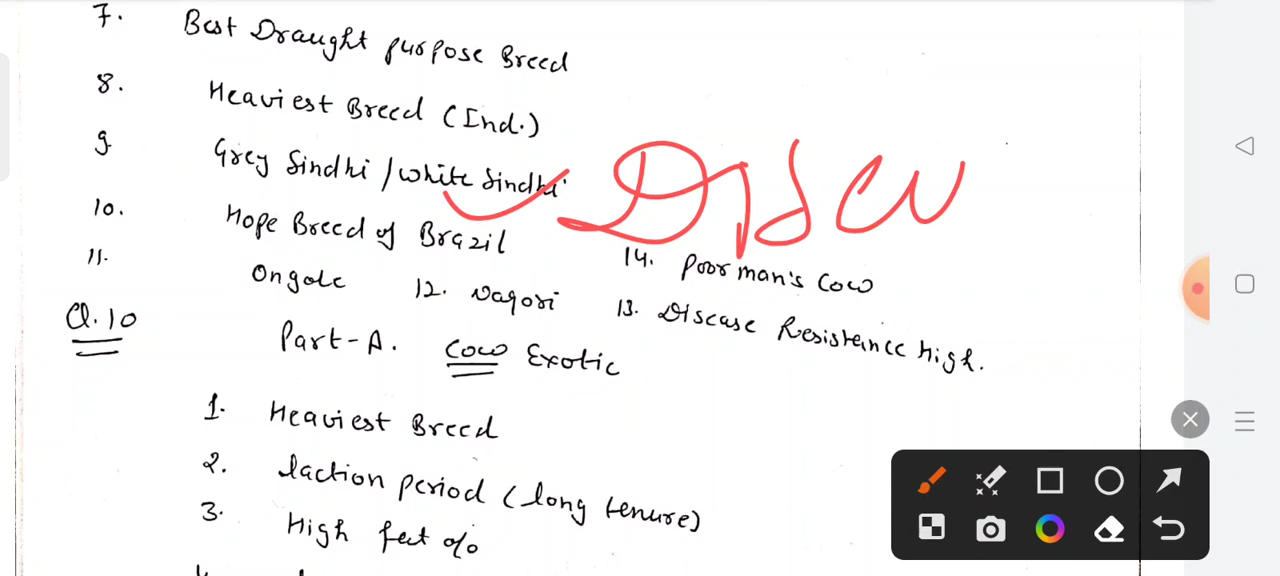 7. Best Draught purpose Breed
8. Heaviest Breed (Ind.)
9 Grey Sindhi / white Sindhi
10. Hope Breed of Brazil
14. Poor man's Cow
11. Ongole 12. Nagori 13. Disease Resisteince High.
Q.10 Part-A. Cow Exotic
1. Heaviest Breed
2. laction period (long tenure)
3. High feet %